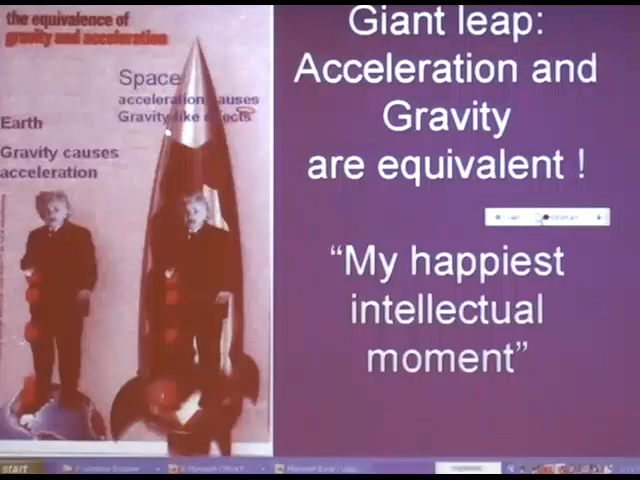 the equivalence of
gravity and acceleration
Space
acceleration causes
Gravity like effects
Earth
Gravity causes
acceleration
Giant leap:
Acceleration and
Gravity
are equivalent !
“My happiest
intellectual
moment”
start